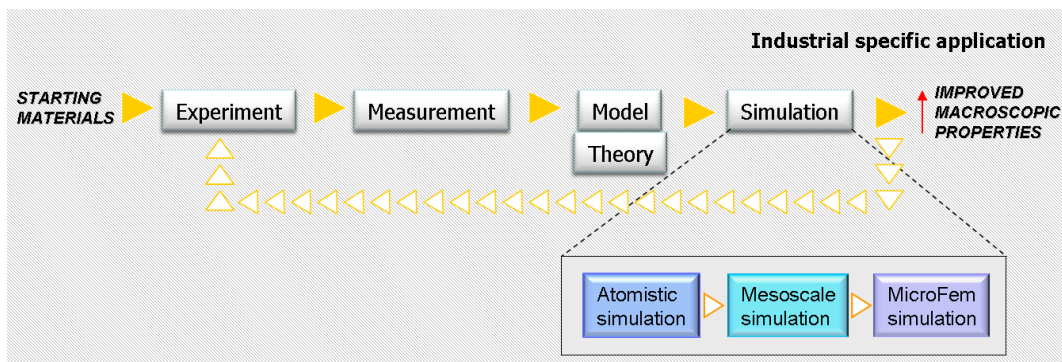 Industrial specific application
STARTING
MATERIALS
Experiment
Measurement
Model
Theory
Simulation
IMPROVED
MACROSCOPIC
PROPERTIES
Atomistic
simulation
Mesoscale
simulation
MicroFem
simulation